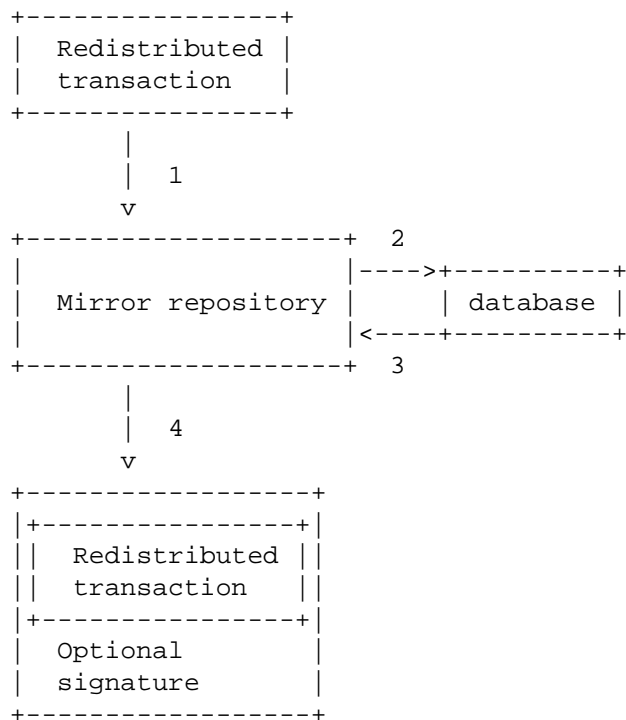 Redistributed
transaction
1
v
2
Mirror repository
database
3
4
v
Redistributed
transaction
Optional
signature